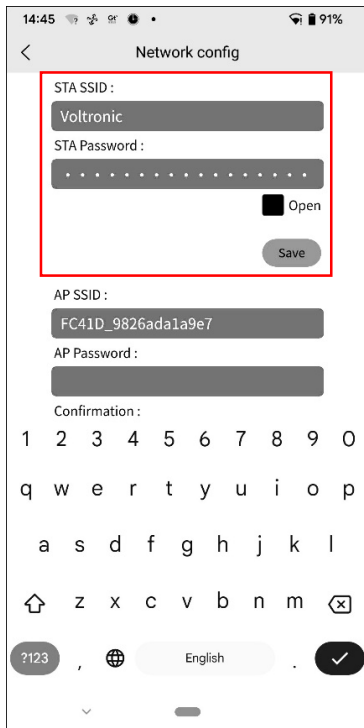 14:45 91%
Network config
STA SSID :
Voltronic
STA Password :
Open
Save
AP SSID :
FC41D_9826ada1a9e7
AP Password :
Confirmation :
1 2 3 4 5 6 7 8 9 0
q w e r t y u i o p
a s d f g h j k l
z x c v b n m
?123 , English .